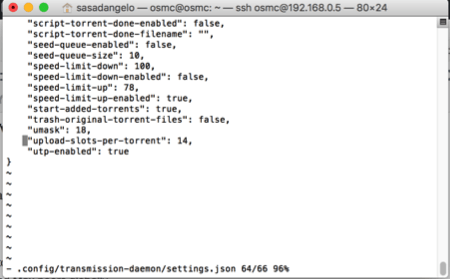 sasadangelo — osmc@osmc: ~ — ssh osmc@192.168.0.5 — 80×24
"script-torrent-done-enabled": false,
"script-torrent-done-filename": "",
"seed-queue-enabled": false,
"seed-queue-size": 10,
"speed-limit-down": 100,
"speed-limit-down-enabled": false,
"speed-limit-up": 78,
"speed-limit-up-enabled": true,
"start-added-torrents": true,
"trash-original-torrent-files": false,
"umask": 18,
"upload-slots-per-torrent": 14,
"utp-enabled": true
}
~
~
~
~
~
~
~
~
~
- .config/transmission-daemon/settings.json 64/66 96%